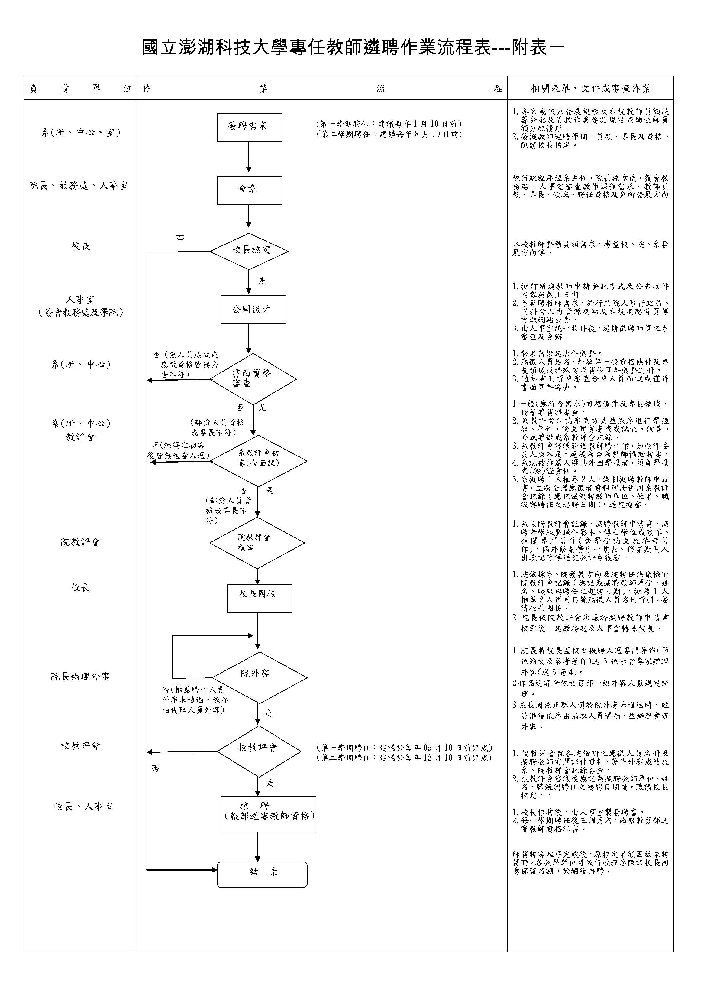 國立澎湖科技大學專任教師遴聘作業流程表---附表一
負責單位
作業流程
相關表單、文件或審查作業
系(所、中心、室)
簽聘需求
(第一學期聘任：建議每年1月10日前)
(第二學期聘任：建議每年8月10日前)
1. 各系應依系發展規模及本校教師員額統
籌分配及管控作業要點規定查詢教師員
額分配情形。
2. 簽擬教師遴聘學期、員額、專長及資格，
陳請校長核定。
院長、教務處、人事室
會章
依行政程序經系主任、院長核章後，簽會教
務處、人事室審查教學課程需求、教師員
額、專長、領域、聘任資格及系所發展方向
校長
否
校長核定
是
本校教師整體員額需求，考量校、院、系發
展方向等。
人事室
(簽會教務處及學院)
公開徵才
1. 擬訂新進教師申請登記方式及公告收件
內容與截止日期。
2. 系新聘教師需求，於行政院人事行政局、
國科會人力資源網站及本校網路首頁等
資源網站公告。
3. 由人事室統一收件後，送請徵聘師資之系
審查及會辦。
系(所、中心)
否（無人員應徵或
應徵資格皆與公
告不符）
書面資格
審查
否 是
1. 報名需繳送表件彙整。
2. 應徵人員姓名、學歷等一般資格條件及專
長領域或特殊需求資格資料彙整造冊。
3. 通知書面資格審查合格人員面試或僅作
書面資料審查。
系(所、中心)
教評會
(部份人員資格
或專長不符)
否(經簽准初審
後皆無適當人選)
系教評會初
審(含面試)
否 是
(部份人員資
格或專長不
符)
1 一般(應符合需求)資格條件及專長領域、
論著等資料審查。
2. 系教評會討論審查方式並依序進行學經
歷、著作、論文實質審查或試教、詢答、
面試等做成系教評會記錄。
3. 系教評會審議新進教師聘任案，如教評委
員人數不足，應提聘合聘教師協助聘審。
4. 系就被推薦人選具外國學歷者，須負學歷
查(驗)證責任。
5. 系擬聘1人推荐2人，繕制擬聘教師申請
書，並將全體應徵者資料列冊併同系教評
會記錄（應記載擬聘教師單位、姓名、職
級與聘任之起聘日期），送院複審。
院教評會
院教評會
複審
1. 系檢附教評會記錄、擬聘教師申請書、擬
聘者學經歷證件影本、博士學位成績單、
相關專門著作(含學位論文及參考著
作)、國外修業情形一覽表、修業期間入
出境記錄等送院教評會復審。
校長
校長圈核
1. 院依據系、院發展方向及院聘任決議檢附
院教評會記錄（應記載擬聘教師單位、姓
名、職級與聘任之起聘日期），擬聘1人
推薦2人併同其餘應徵人員名冊資料，簽
請校長圈核。
2 院長依院教評會決議於擬聘教師申請書
核章後，送教務處及人事室轉陳校長。
院長辦理外審
院外審
否(推薦聘任人員
外審未通過，依序
由備取人員外審)
是
1 院長將校長圈核之擬聘人選專門著作(學
位論文及參考著作)送5位學者專家辦理
外審(送5過4)。
2 作品送審者依教育部一級外審人數規定辦
理。
3 校長圈核正取人選於院外審未通過時，經
簽准後依序由備取人員遞補，並辦理實質
外審。
校教評會
校教評會
否
是
(第一學期聘任：建議於每年05月10日前完成)
(第二學期聘任：建議於每年12月10日前完成)
1. 校教評會就各院檢附之應徵人員名冊及
擬聘教師有關証件資料、著作外審成績及
系、院教評會記錄審查。
2. 校教評會審議後應記載擬聘教師單位、姓
名、職級與聘任之起聘日期後，陳請校長
核定。。
校長、人事室
核 聘
(報部送審教師資格)
1. 校長核聘後，由人事室製發聘書。
2. 每一學期聘任後三個月內，函報教育部送
審教師資格証書。
結 束
師資聘審程序完竣後，原核定名額因故未聘
得時，各教學單位得依行政程序陳請校長同
意保留名額，於嗣後再聘。